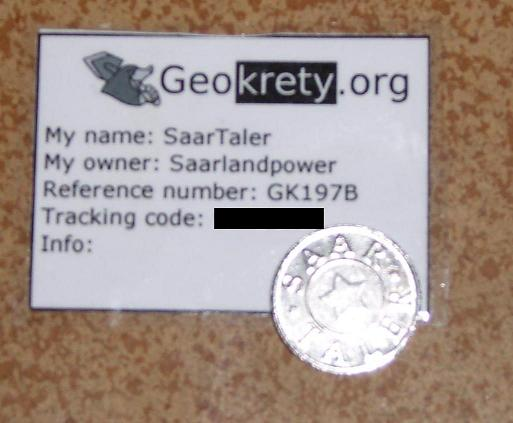 Geokrety.org
My name: SaarTaler
My owner: Saarlandpower
Reference number: GK197B
Tracking code:
Info:
SAAR
TALER